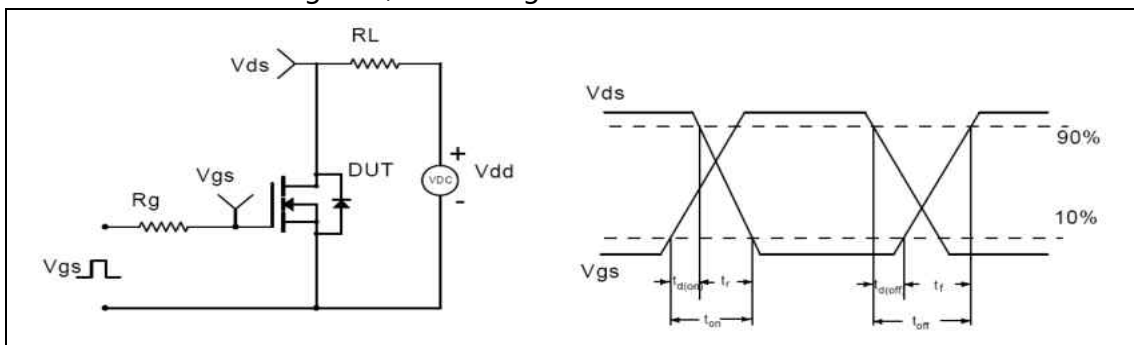 RL
Vds
Vgs
DUT
Vdd
VDC
+
-
Rg
Vgs
Vds
90%
10%
Vgs
td(on)
tr
td(off
tf
ton
toff